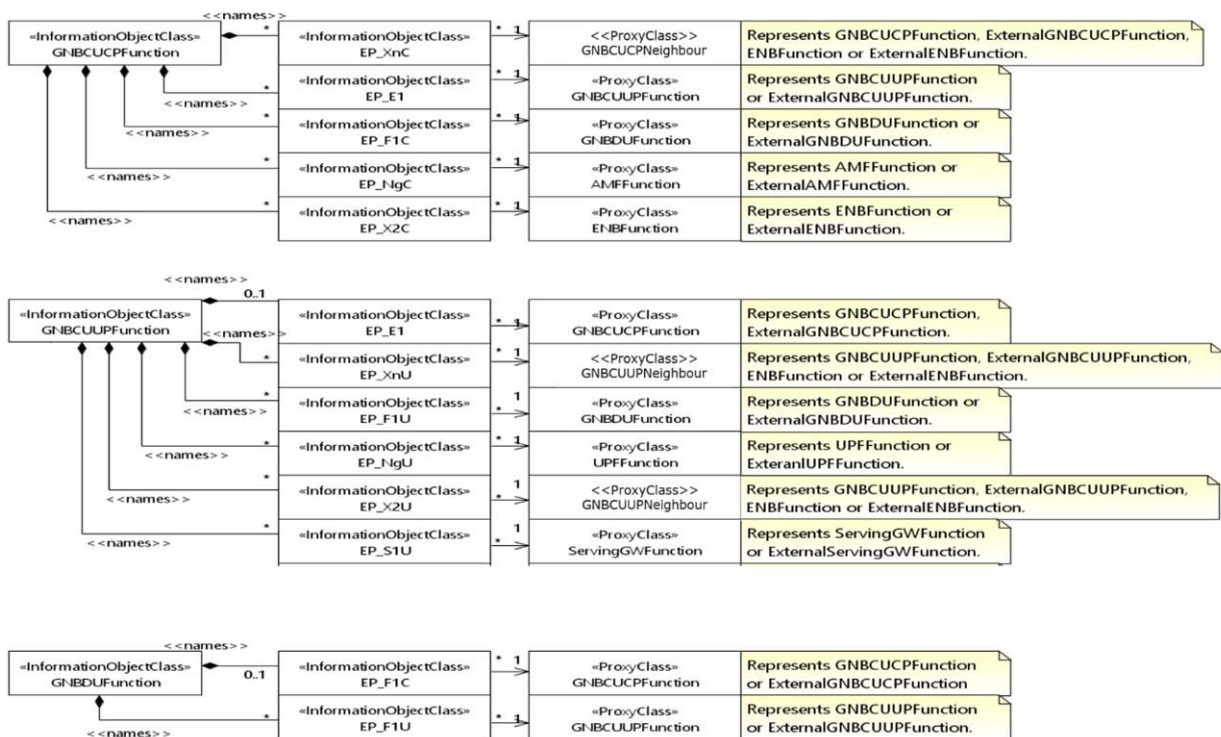 <<names>>
«InformationObjectClass»
GNBCUCPFunction
*
«InformationObjectClass»
EP_XnC
* 1
<<ProxyClass>>
GNBCUCPNeighbour
Represents GNBCUCPFunction, ExternalGNBCUCPFunction,
ENBFunction or ExternalENBFunction.
<<names>>
*
«InformationObjectClass»
EP_E1
* 1
«ProxyClass»
GNBCUUPFunction
Represents GNBCUUPFunction
or ExternalGNBCUUPFunction.
<<names>>
*
«InformationObjectClass»
EP_F1C
* 1
«ProxyClass»
GNBDUFunction
Represents GNBDUFunction or
ExternalGNBDUFunction.
<<names>>
*
«InformationObjectClass»
EP_NgC
* 1
«ProxyClass»
AMFFunction
Represents AMFFunction or
ExternalAMFFunction.
<<names>>
*
«InformationObjectClass»
EP_X2C
* 1
«ProxyClass»
ENBFunction
Represents ENBFunction or
ExternalENBFunction.
<<names>>
0..1
«InformationObjectClass»
GNBCUUPFunction
«InformationObjectClass»
EP_E1
* 1
«ProxyClass»
GNBCUCPFunction
Represents GNBCUCPFunction,
ExternalGNBCUCPFunction.
<<names>>
*
«InformationObjectClass»
EP_XnU
* 1
<<ProxyClass>>
GNBCUUPNeighbour
Represents GNBCUUPFunction, ExternalGNBCUUPFunction,
ENBFunction or ExternalENBFunction.
<<names>>
*
«InformationObjectClass»
EP_F1U
* 1
«ProxyClass»
GNBDUFunction
Represents GNBDUFunction or
ExternalGNBDUFunction.
<<names>>
*
«InformationObjectClass»
EP_NgU
* 1
«ProxyClass»
UPFFunction
Represents UPFFunction or
ExteranlUPFFunction.
<<names>>
*
«InformationObjectClass»
EP_X2U
* 1
<<ProxyClass>>
GNBCUUPNeighbour
Represents GNBCUUPFunction, ExternalGNBCUUPFunction,
ENBFunction or ExternalENBFunction.
<<names>>
*
«InformationObjectClass»
EP_S1U
* 1
«ProxyClass»
ServingGWFunction
Represents ServingGWFunction
or ExternalServingGWFunction.
<<names>>
0..1
«InformationObjectClass»
GNBDUFunction
«InformationObjectClass»
EP_F1C
* 1
«ProxyClass»
GNBCUCPFunction
Represents GNBCUCPFunction
or ExternalGNBCUCPFunction
<<names>>
*
«InformationObjectClass»
EP_F1U
* 1
«ProxyClass»
GNBCUUPFunction
Represents GNBCUUPFunction
or ExternalGNBCUUPFunction.